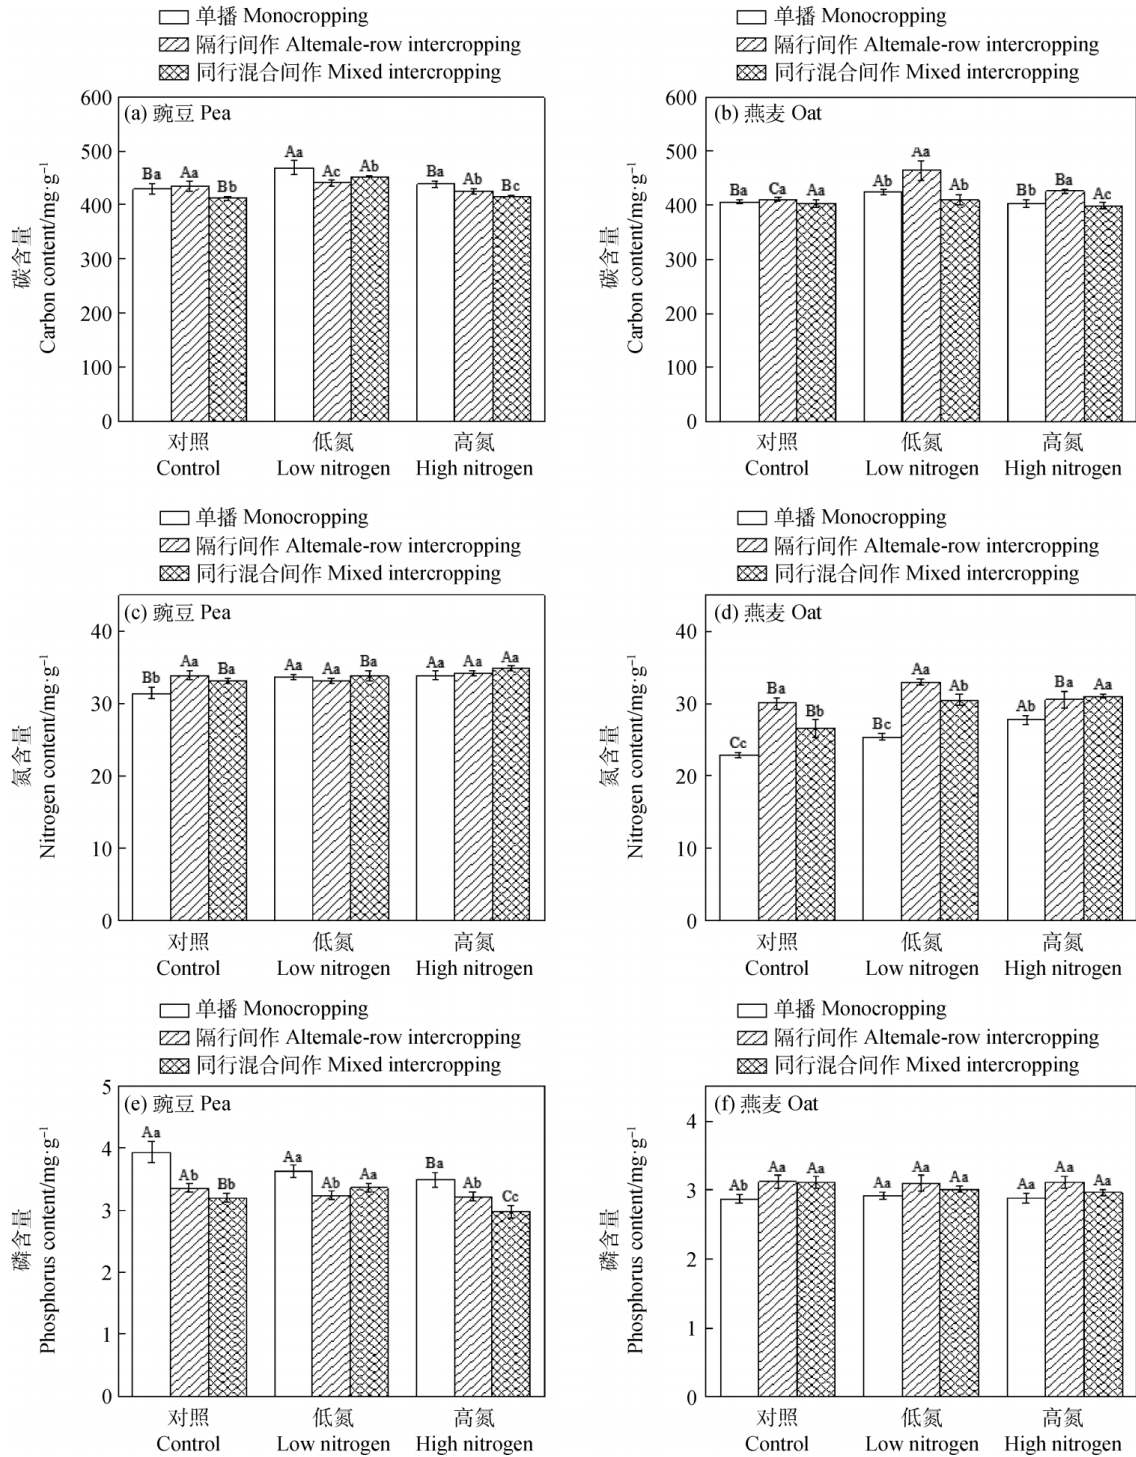 单播 Monocropping
隔行间作 Altemale-row intercropping
同行混合间作 Mixed intercropping
(a) 豌豆 Pea
碳含量
Carbon content/mg·g⁻¹
600
500
400
300
200
100
0
Ba Aa Bb
Aa Ac Ab
Ba Ab Bc
对照 低氮 高氮
Control Low nitrogen High nitrogen
单播 Monocropping
隔行间作 Altemale-row intercropping
同行混合间作 Mixed intercropping
(b) 燕麦 Oat
碳含量
Carbon content/mg·g⁻¹
600
500
400
300
200
100
0
Ba Ca Aa
Ab Aa Ab
Bb Ba Ac
对照 低氮 高氮
Control Low nitrogen High nitrogen
单播 Monocropping
隔行间作 Altemale-row intercropping
同行混合间作 Mixed intercropping
(c) 豌豆 Pea
氮含量
Nitrogen content/mg·g⁻¹
40
30
20
10
0
Bb Aa Ba
Aa Aa Ba
Aa Aa Aa
对照 低氮 高氮
Control Low nitrogen High nitrogen
单播 Monocropping
隔行间作 Altemale-row intercropping
同行混合间作 Mixed intercropping
(d) 燕麦 Oat
氮含量
Nitrogen content/mg·g⁻¹
40
30
20
10
0
Cc Ba Bb
Bc Aa Ab
Ab Ba Aa
对照 低氮 高氮
Control Low nitrogen High nitrogen
单播 Monocropping
隔行间作 Altemale-row intercropping
同行混合间作 Mixed intercropping
(e) 豌豆 Pea
磷含量
Phosphorus content/mg·g⁻¹
5
4
3
2
1
0
Aa Ab Bb
Aa Ab Aa
Ba Ab Cc
对照 低氮 高氮
Control Low nitrogen High nitrogen
单播 Monocropping
隔行间作 Altemale-row intercropping
同行混合间作 Mixed intercropping
(f) 燕麦 Oat
磷含量
Phosphorus content/mg·g⁻¹
4
3
2
1
0
Ab Aa Aa
Aa Aa Aa
Aa Aa Aa
对照 低氮 高氮
Control Low nitrogen High nitrogen